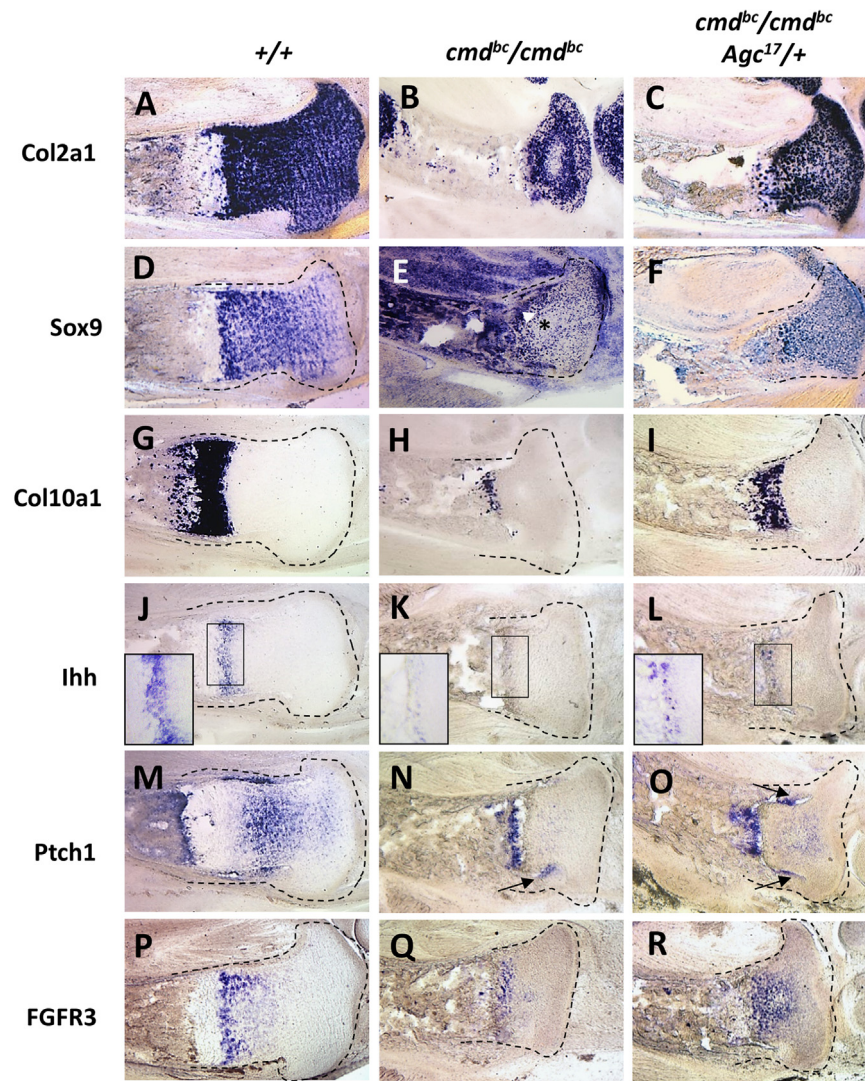 +/+
cmdbc/cmdbc
cmdbc/cmdbc
Agc17/+
Col2a1
A
B
C
Sox9
D
E
*
F
Col10a1
G
H
I
Ihh
J
K
L
Ptch1
M
N
O
FGFR3
P
Q
R